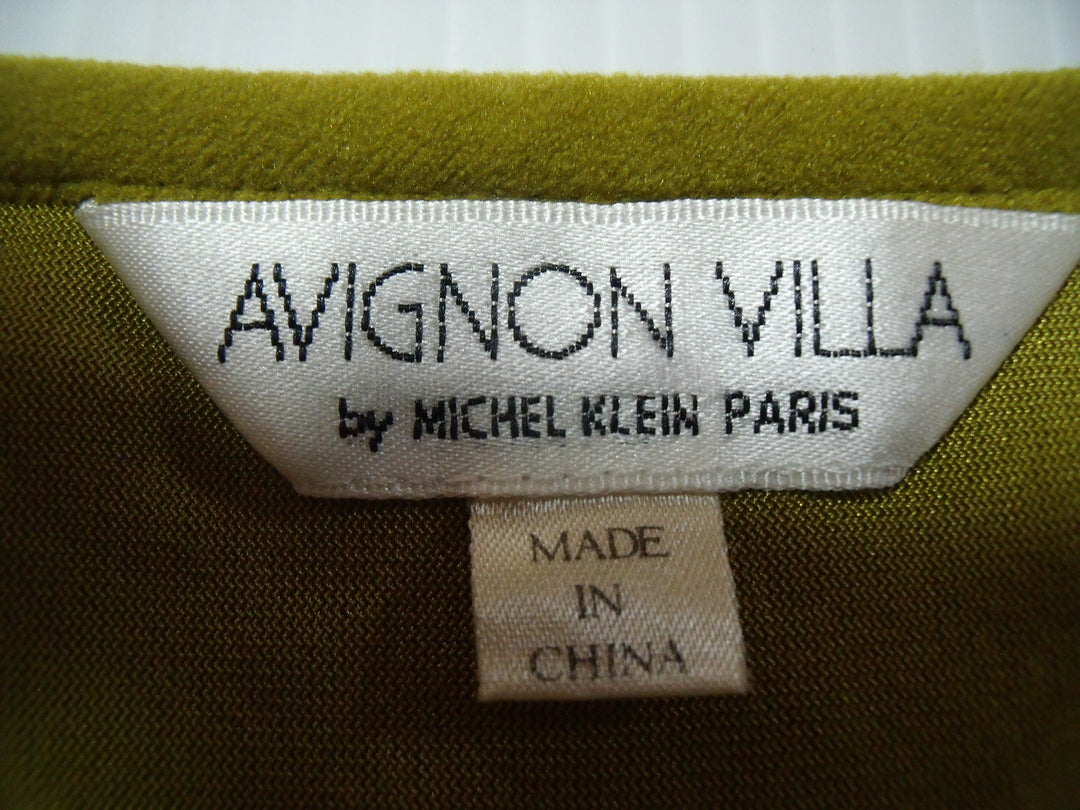 AVIGNON VILLA
by MICHEL KLEIN PARIS
MADE
IN
CHINA